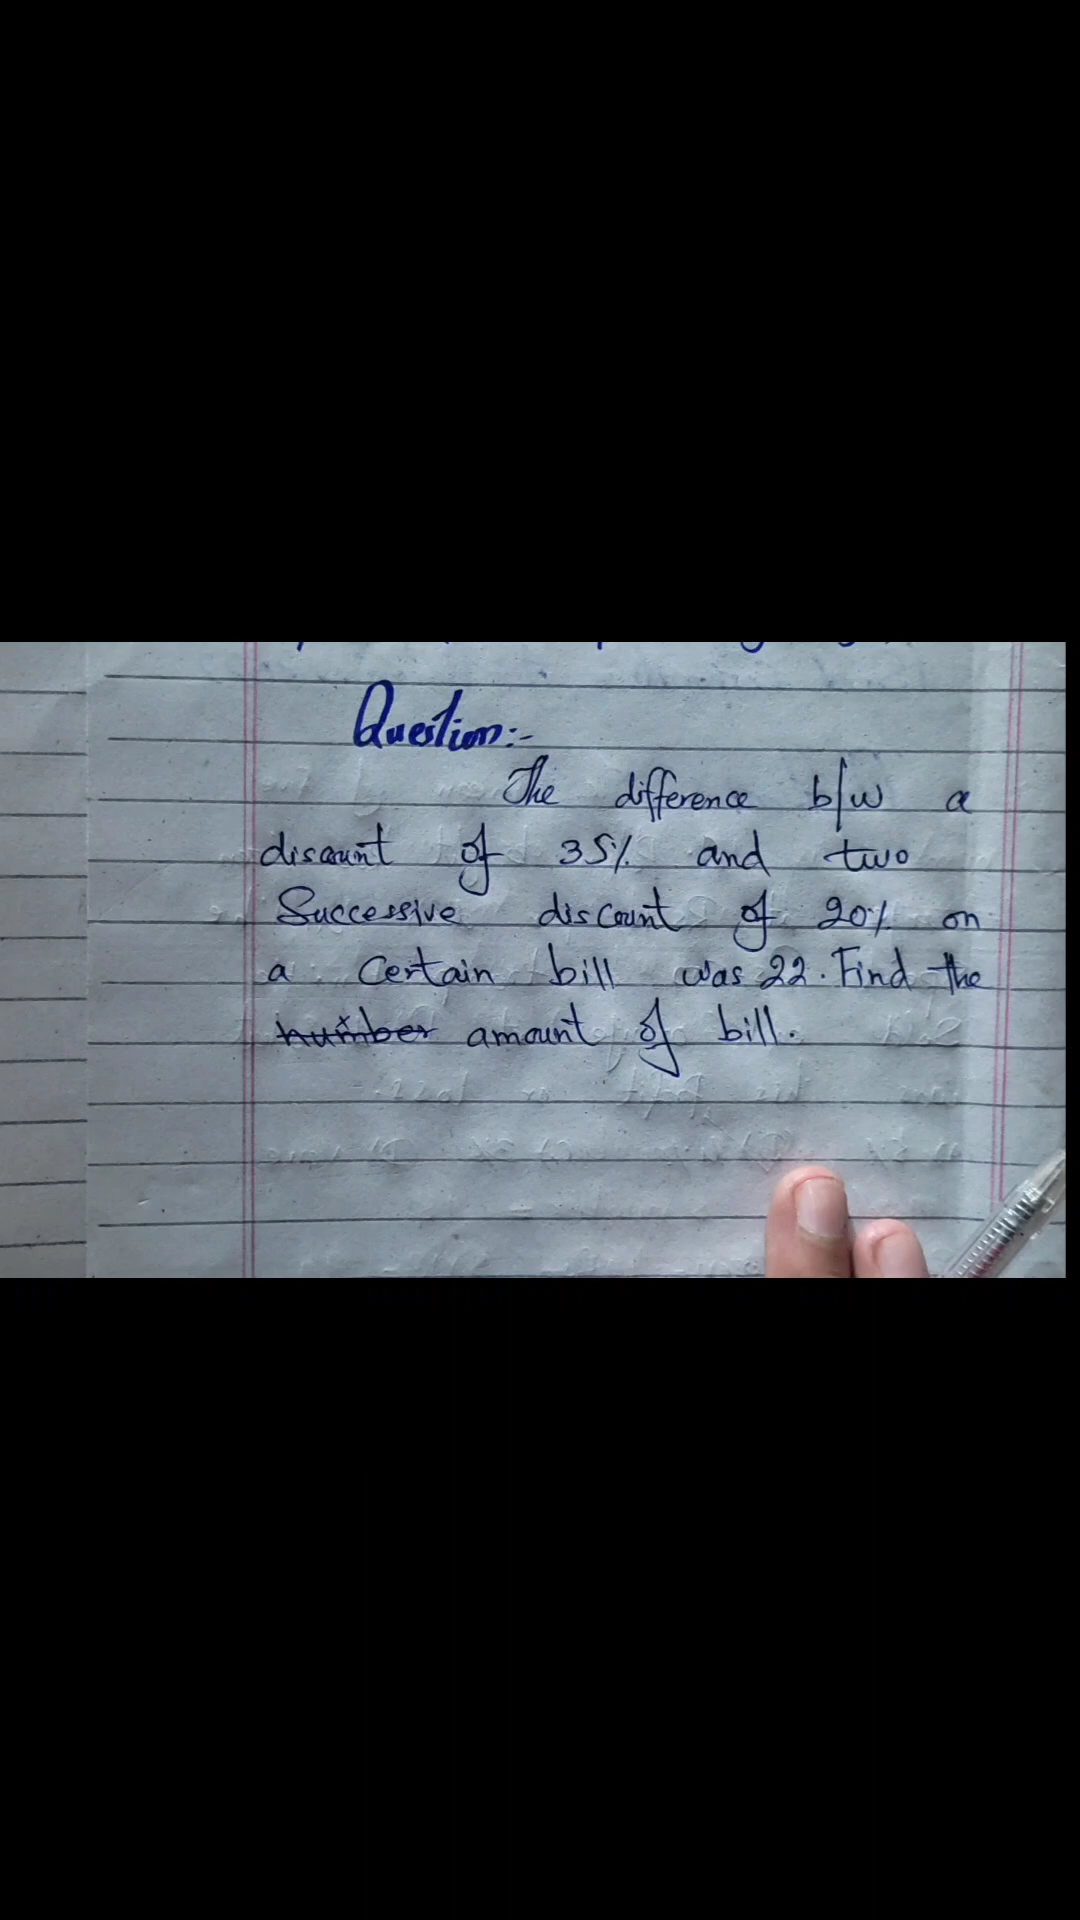 Question:-
The difference b/w a
discount of 35% and two
Successive discount of 20% on
a certain bill was 22. Find the
number amount of bill.